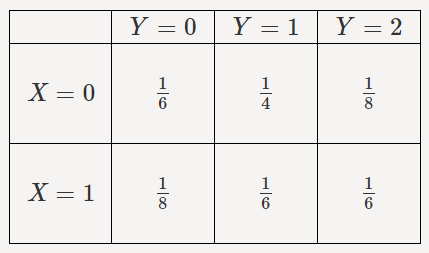 Y = 0 Y = 1 Y = 2
X = 0 1/6 1/4 1/8
X = 1 1/8 1/6 1/6